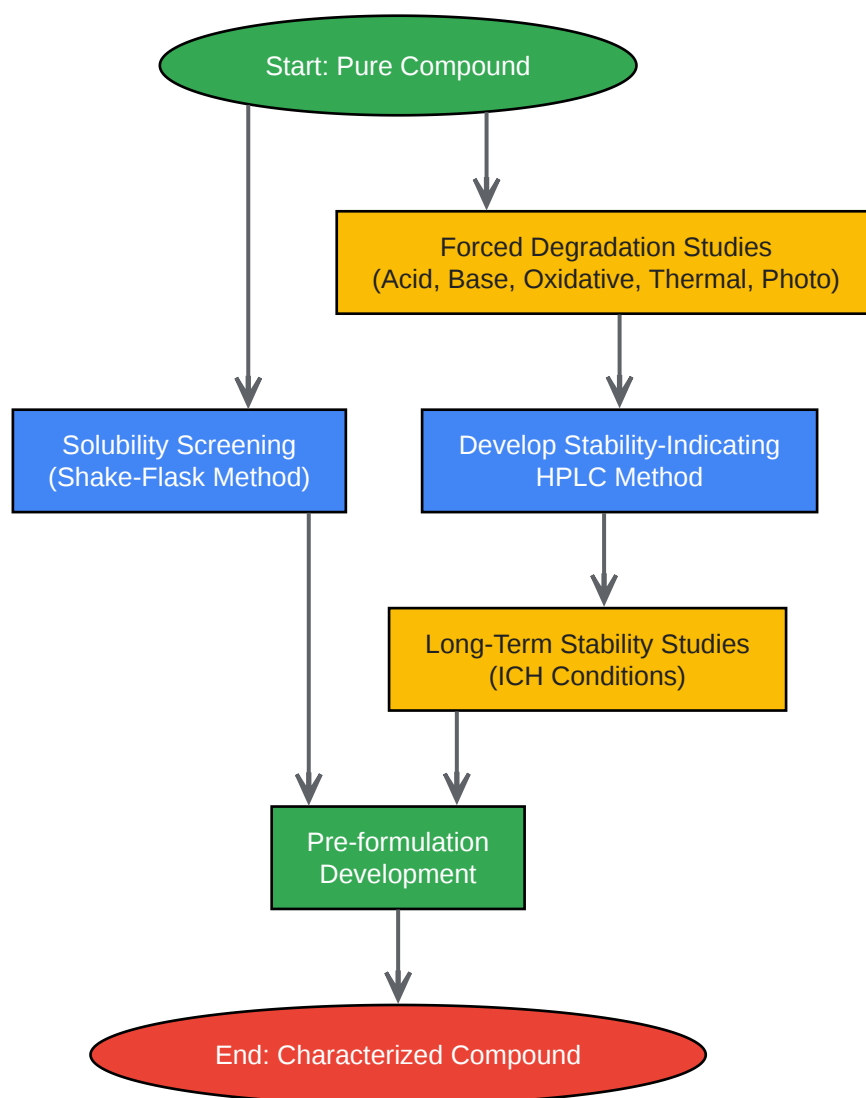 Start: Pure Compound
Forced Degradation Studies
(Acid, Base, Oxidative, Thermal, Photo)
Solubility Screening
(Shake-Flask Method)
Develop Stability-Indicating
HPLC Method
Long-Term Stability Studies
(ICH Conditions)
Pre-formulation
Development
End: Characterized Compound